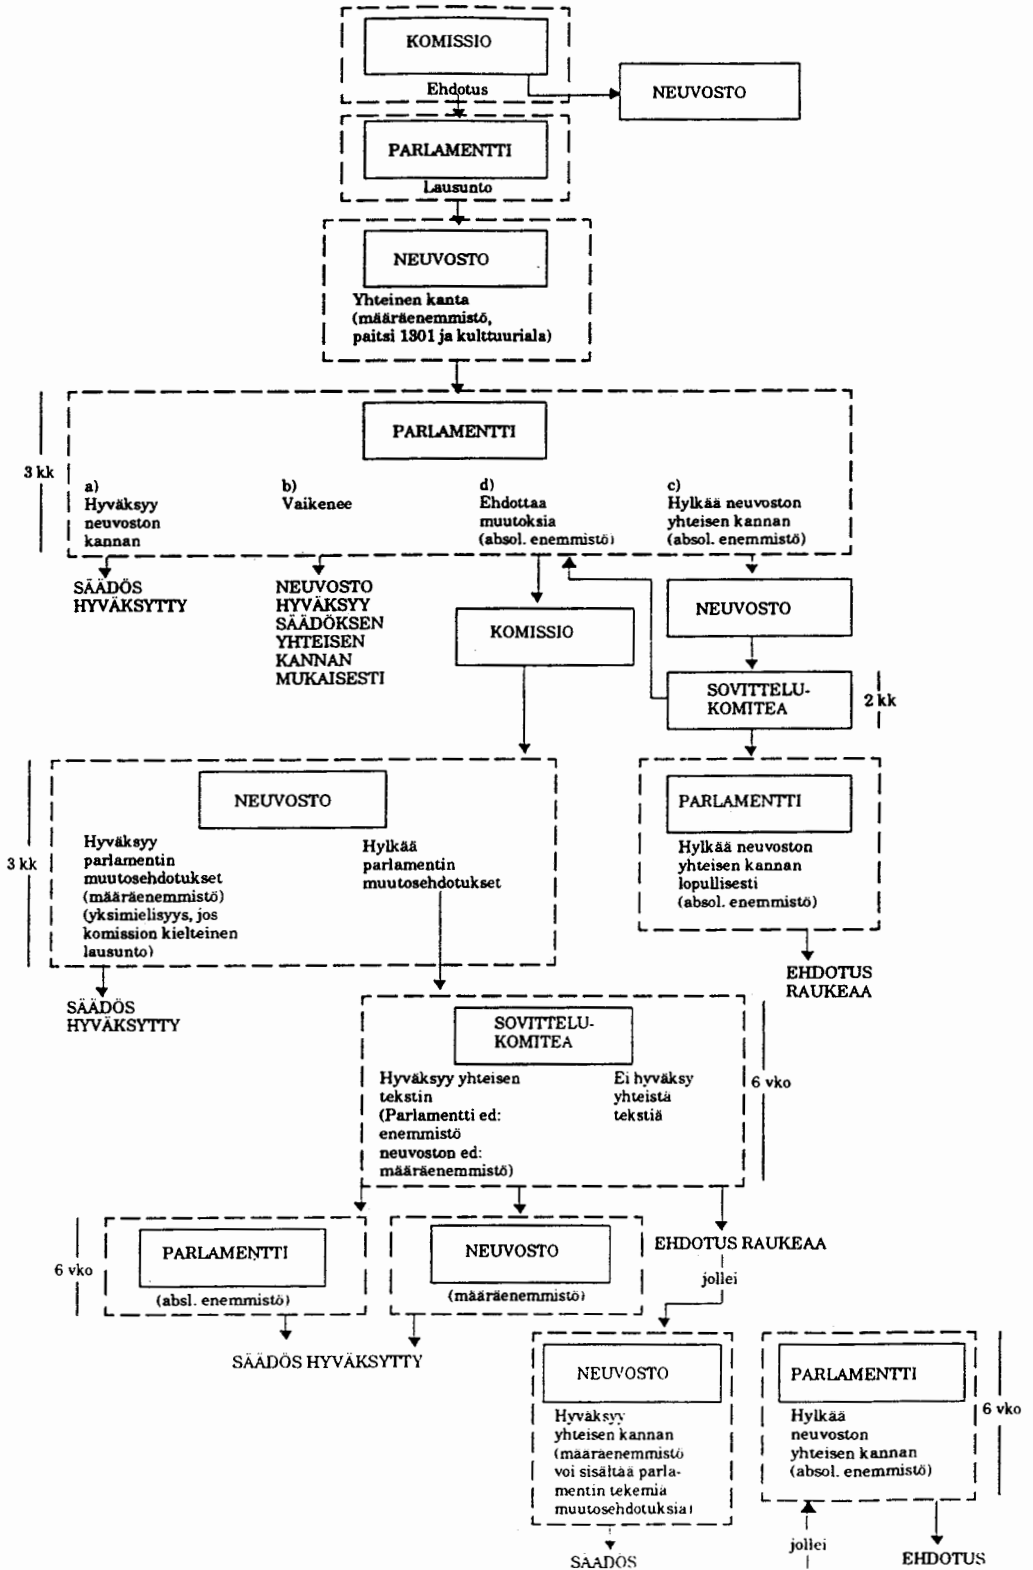 KOMISSIO
Ehdotus
NEUVOSTO
PARLAMENTTI
Lausunto
NEUVOSTO
Yhteinen kanta
(määräenemmistö,
paitsi 1301 ja kulttuuriala)
3 kk
PARLAMENTTI
a)
Hyväksyy
neuvoston
kannan
b)
Vaikenee
d)
Ehdottaa
muutoksia
(absol. enemmistö)
c)
Hylkää neuvoston
yhteisen kannan
(absol. enemmistö)
SÄÄDÖS
HYVÄKSYTTY
NEUVOSTO
HYVÄKSYY
SÄÄDÖKSEN
YHTEISEN
KANNAN
MUKAISESTI
KOMISSIO
NEUVOSTO
SOVITTELU-
KOMITEA
2 kk
3 kk
NEUVOSTO
Hyväksyy
parlamentin
muutosehdotukset
(määräenemmistö)
(yksimielisyys, jos
komission kielteinen
lausunto)
Hylkää
parlamentin
muutosehdotukset
PARLAMENTTI
Hylkää neuvoston
yhteisen kannan
lopullisesti
(absol. enemmistö)
SÄÄDÖS
HYVÄKSYTTY
EHDOTUS
RAUKEAA
SOVITTELU-
KOMITEA
Hyväksyy yhteisen
tekstin
(Parlamentti ed:
enemmistö
neuvoston ed:
määräenemmistö)
Ei hyväksy
yhteistä
tekstiä
6 vko
6 vko
PARLAMENTTI
(absl. enemmistö)
NEUVOSTO
(määräenemmistö)
EHDOTUS RAUKEAA
jollei
SÄÄDÖS HYVÄKSYTTY
NEUVOSTO
Hyväksyy
yhteisen kannan
(määräenemmistö
voi sisältää parla-
mentin tekemiä
muutosehdotuksia)
PARLAMENTTI
Hylkää
neuvoston
yhteisen kannan
(absol. enemmistö)
6 vko
SÄÄDÖS
jollei
EHDOTUS